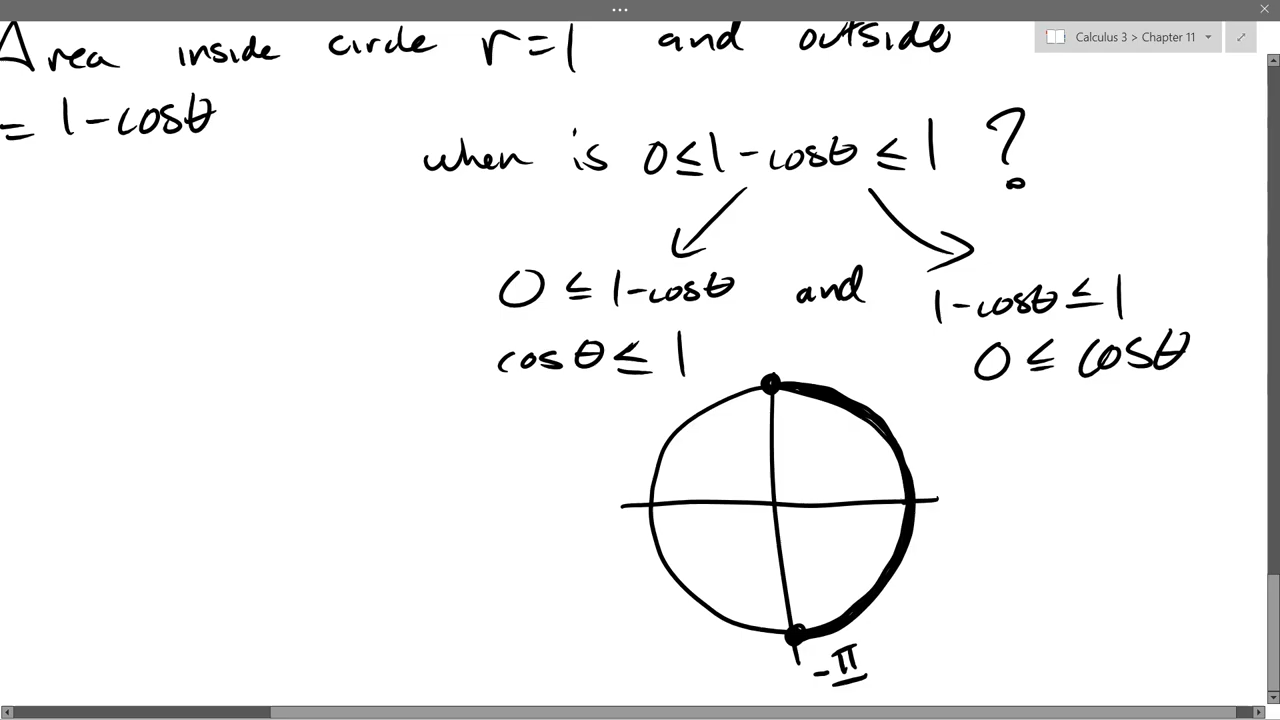 Calculus 3 > Chapter 11
Area inside circle r=1 and outside
= 1-cosθ
when is 0≤1-cosθ≤1 ?
0≤1-cosθ and 1-cosθ≤1
cosθ≤1 0≤cosθ
-π